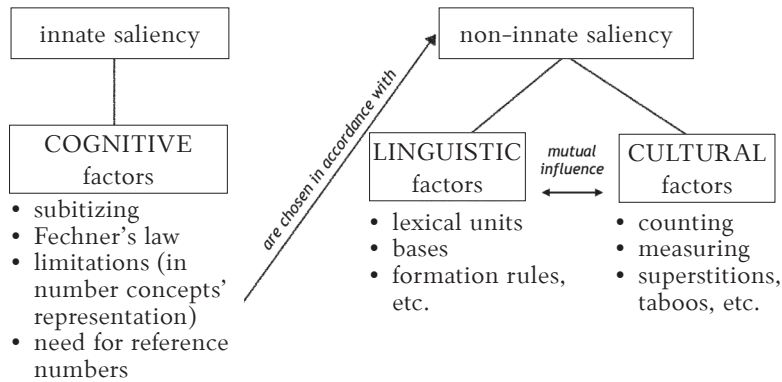 innate saliency
non-innate saliency
are chosen in accordance with
COGNITIVE
factors
• subitizing
• Fechner's law
• limitations (in
number concepts'
representation)
• need for reference
numbers
LINGUISTIC
factors
• lexical units
• bases
• formation rules,
etc.
mutual
influence
CULTURAL
factors
• counting
• measuring
• superstitions,
taboos, etc.